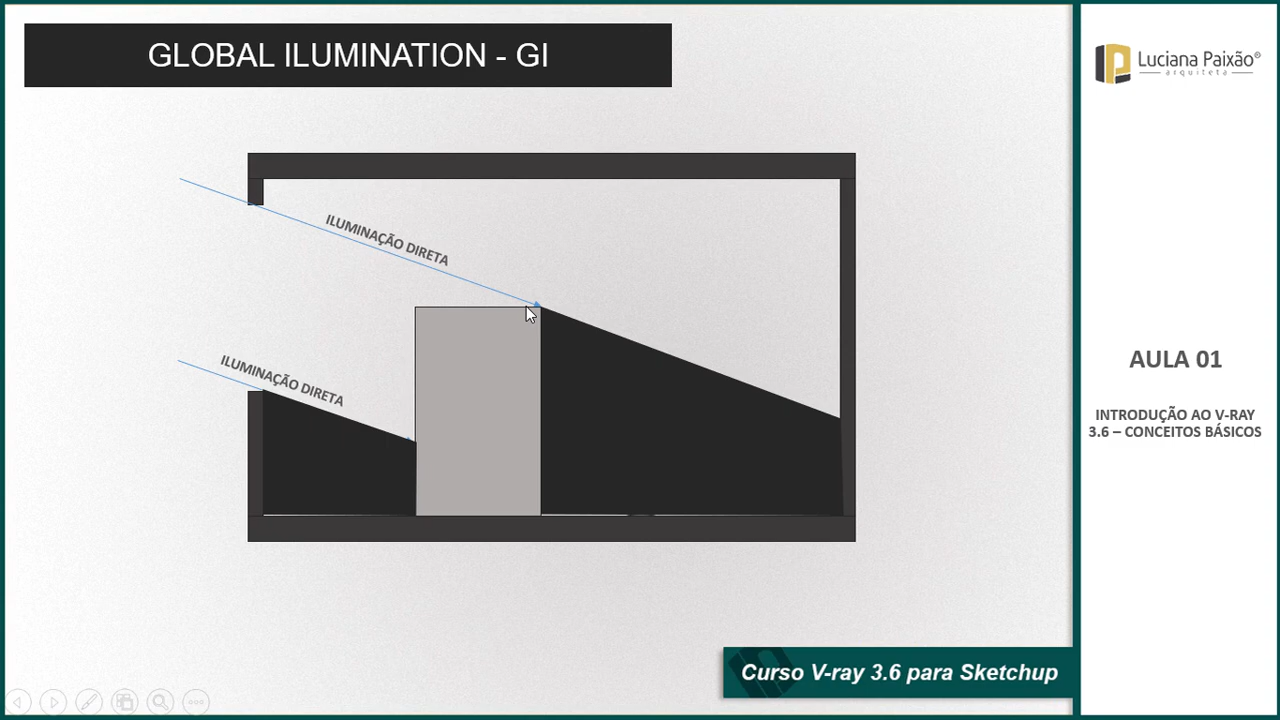 GLOBAL ILUMINATION - GI
Luciana Paixão®
arquiteta
ILUMINAÇÃO DIRETA
ILUMINAÇÃO DIRETA
AULA 01
INTRODUÇÃO AO V-RAY
3.6 – CONCEITOS BÁSICOS
Curso V-ray 3.6 para Sketchup